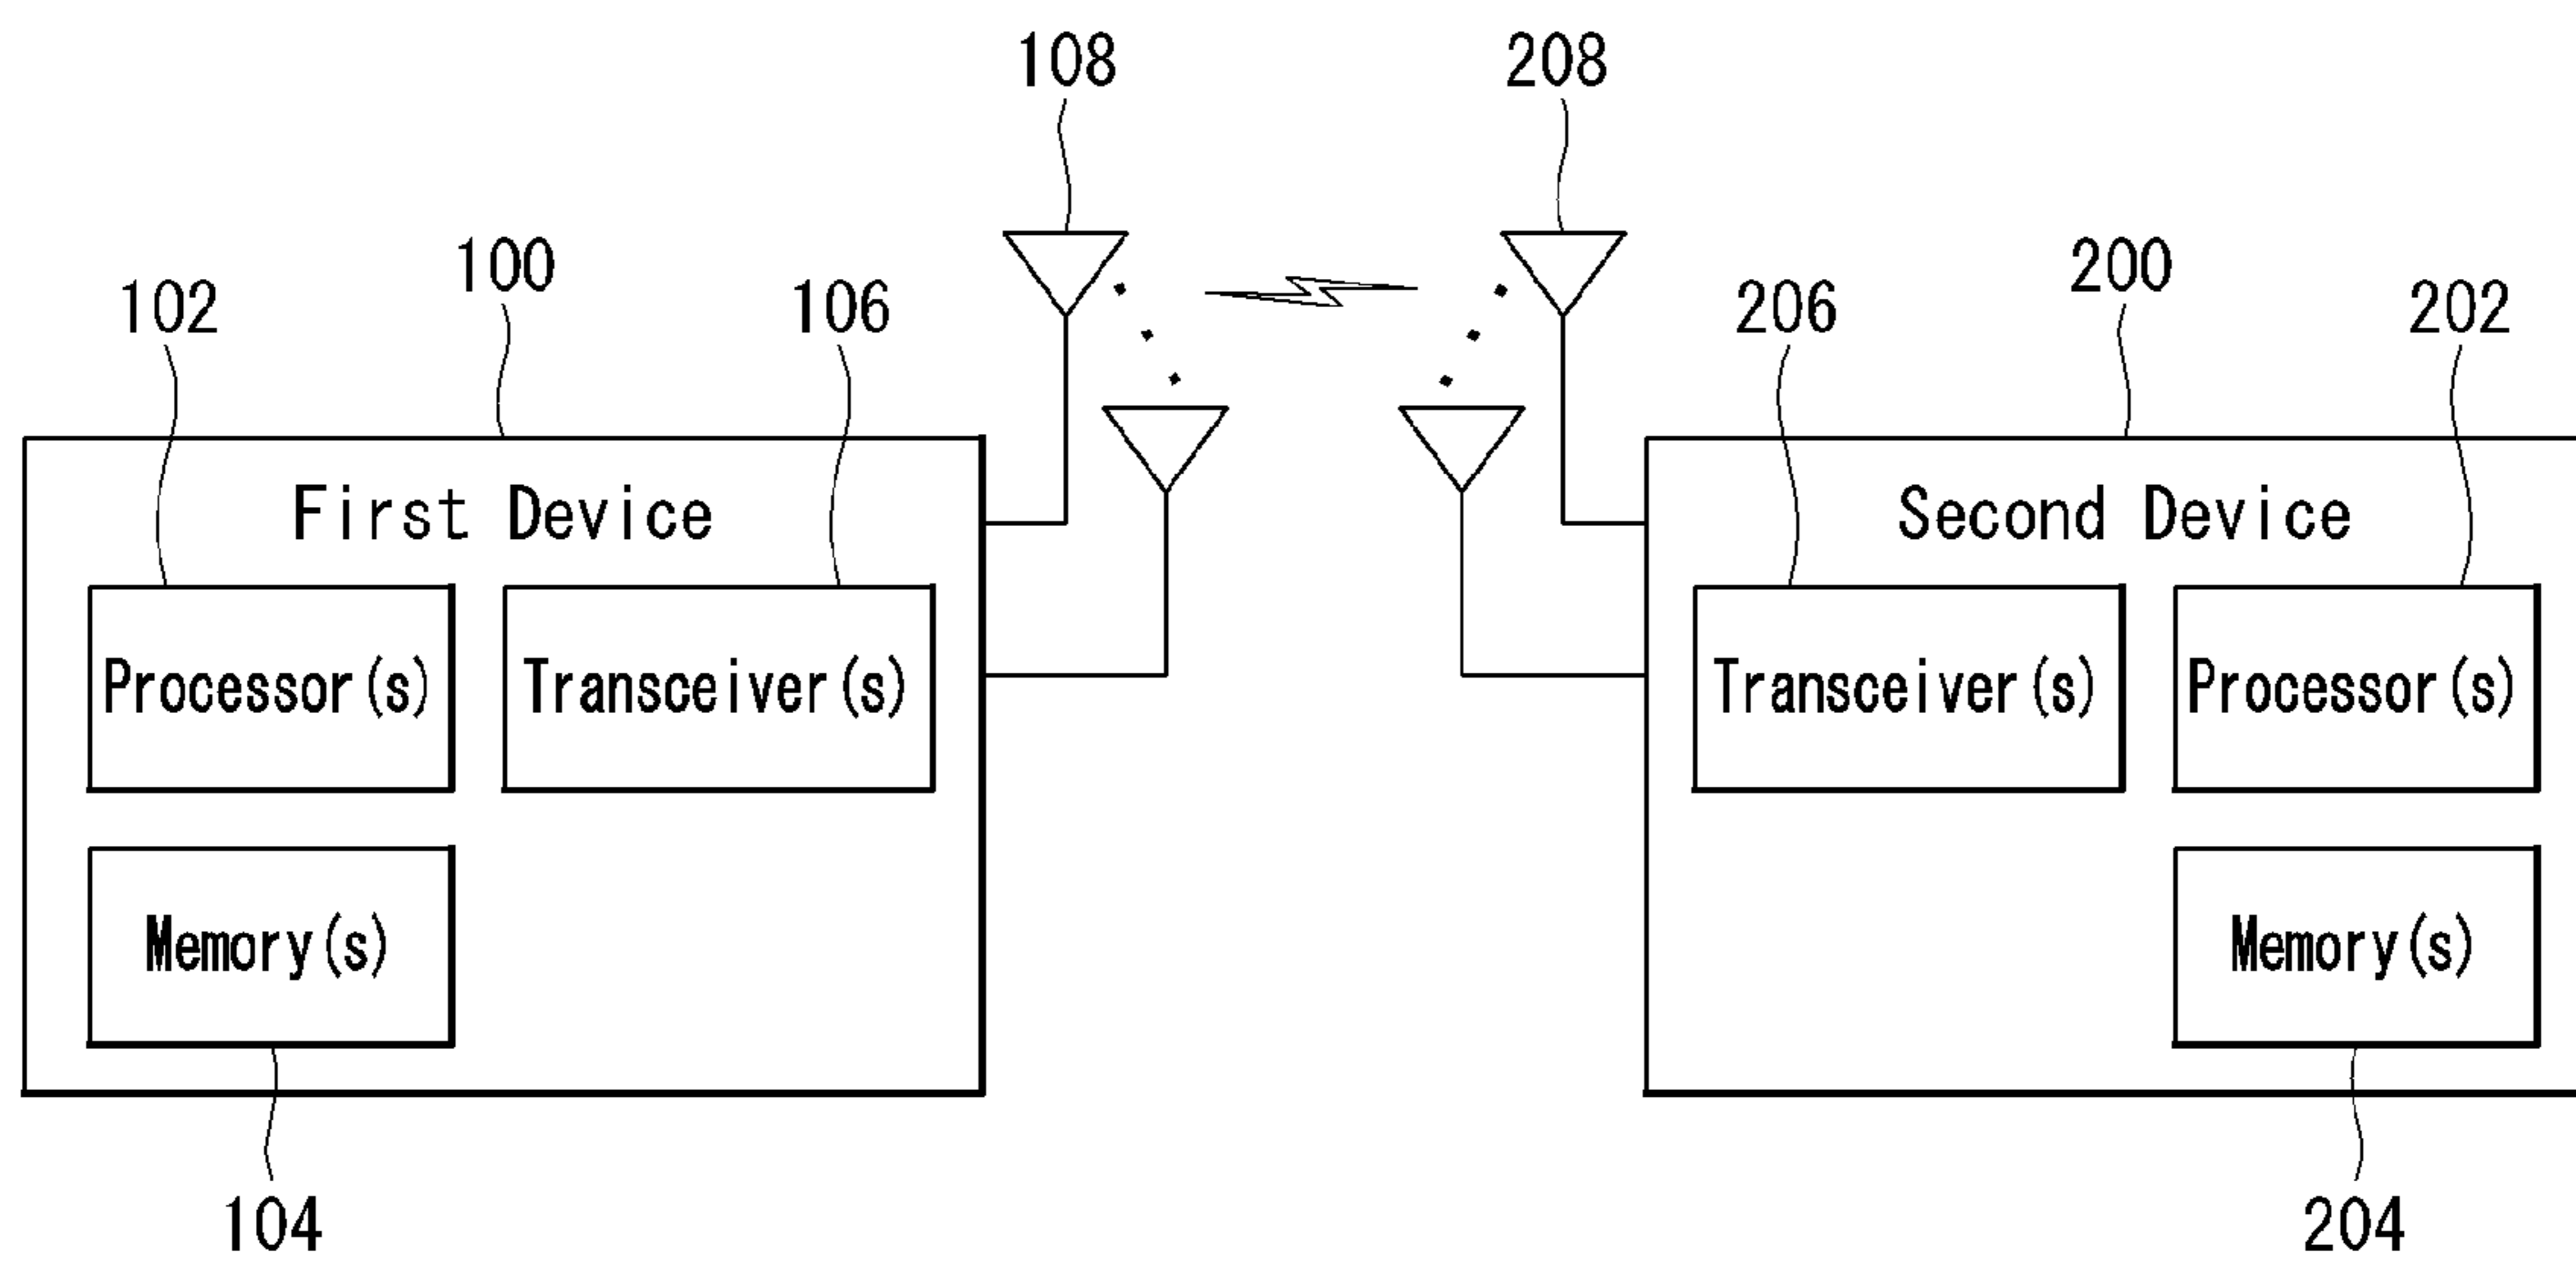 108 208
100 200
102 106 206 202
First Device Second Device
Processor(s) Transceiver(s) Transceiver(s) Processor(s)
Memory(s) Memory(s)
104 204